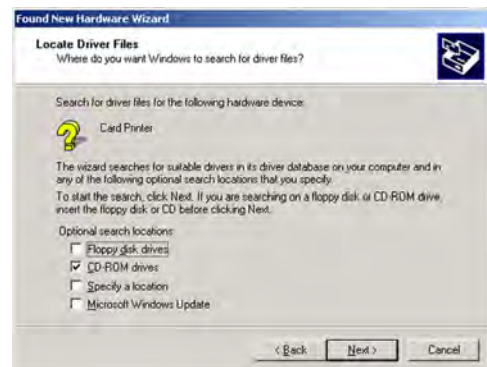 Found New Hardware Wizard
Locate Driver Files
Where do you want Windows to search for driver files?
Search for driver files for the following hardware device:
Card Printer
The wizard searches for suitable drivers in its driver database on your computer and in
any of the following optional search locations that you specify.
To start the search, click Next. If you are searching on a floppy disk or CD-ROM drive,
insert the floppy disk or CD before clicking Next.
Optional search locations:
Floppy disk drives
CD-ROM drives
Specify a location
Microsoft Windows Update
< Back Next > Cancel